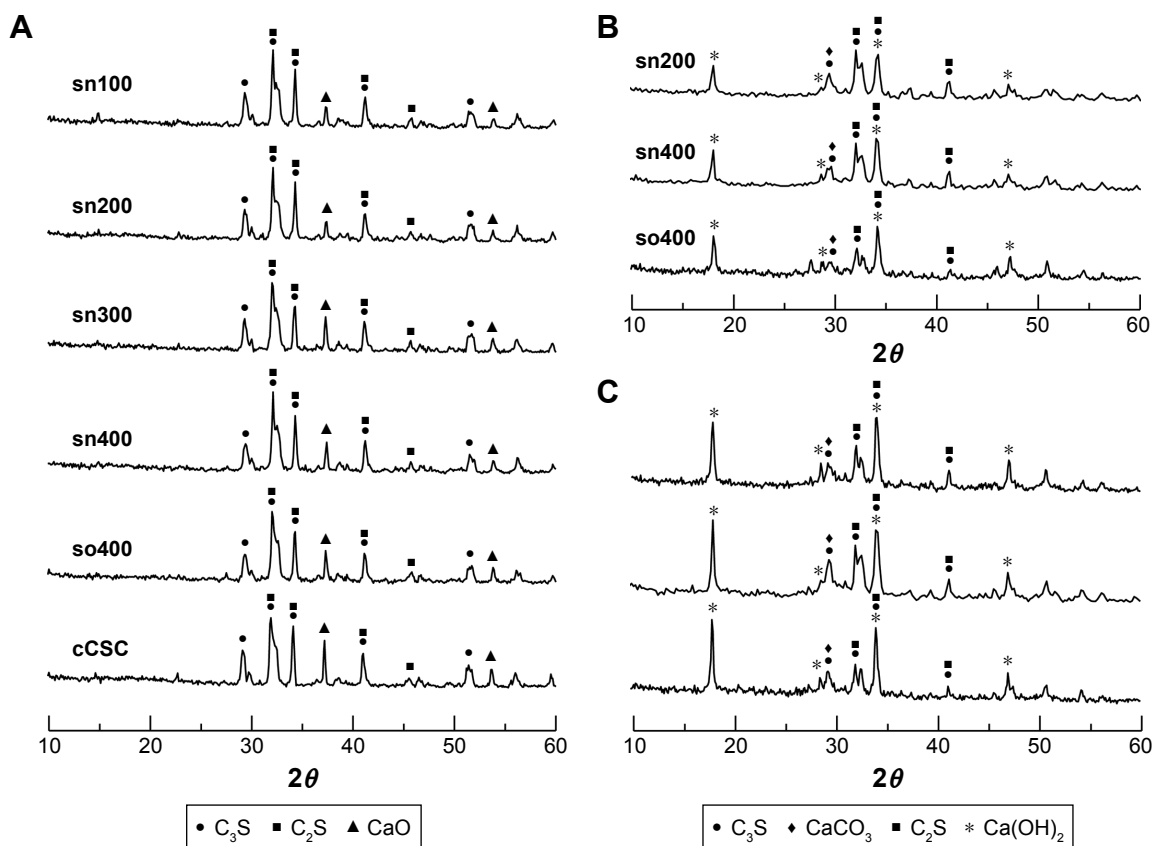 A
sn100
sn200
sn300
sn400
so400
cCSC
10 20 30 40 50 60
2θ
● C₃S ■ C₂S ▲ CaO
B
sn200
sn400
so400
10 20 30 40 50 60
2θ
C
10 20 30 40 50 60
2θ
● C₃S ♦ CaCO₃ ■ C₂S * Ca(OH)₂